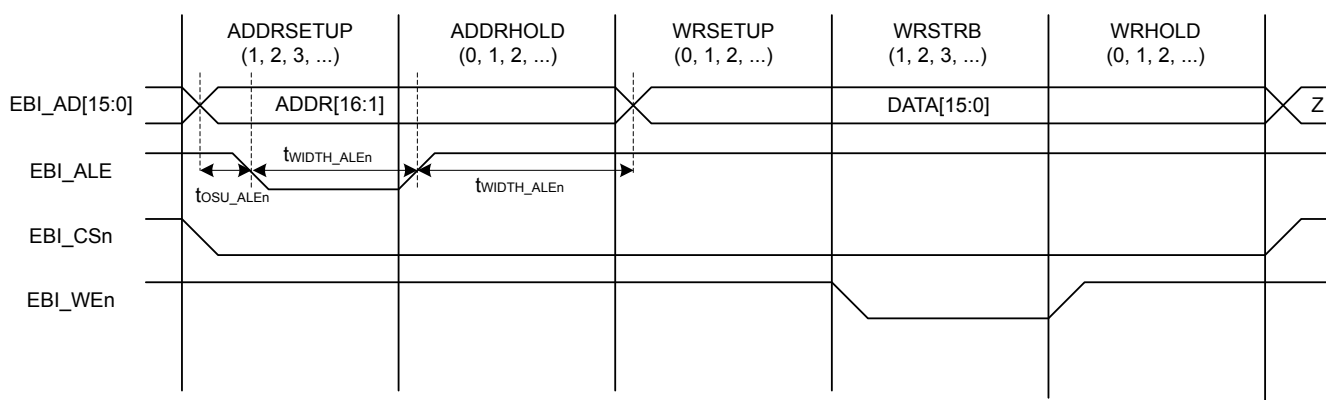 ADDRSETUP ADDRHOLD WRSETUP WRSTRB WRHOLD
(1, 2, 3, ...) (0, 1, 2, ...) (0, 1, 2, ...) (1, 2, 3, ...) (0, 1, 2, ...)
EBI_AD[15:0] ADDR[16:1] DATA[15:0] Z
EBI_ALE tWIDTH_ALEn
tOSU_ALEn tWIDTH_ALEn
EBI_CSn
EBI_WEn